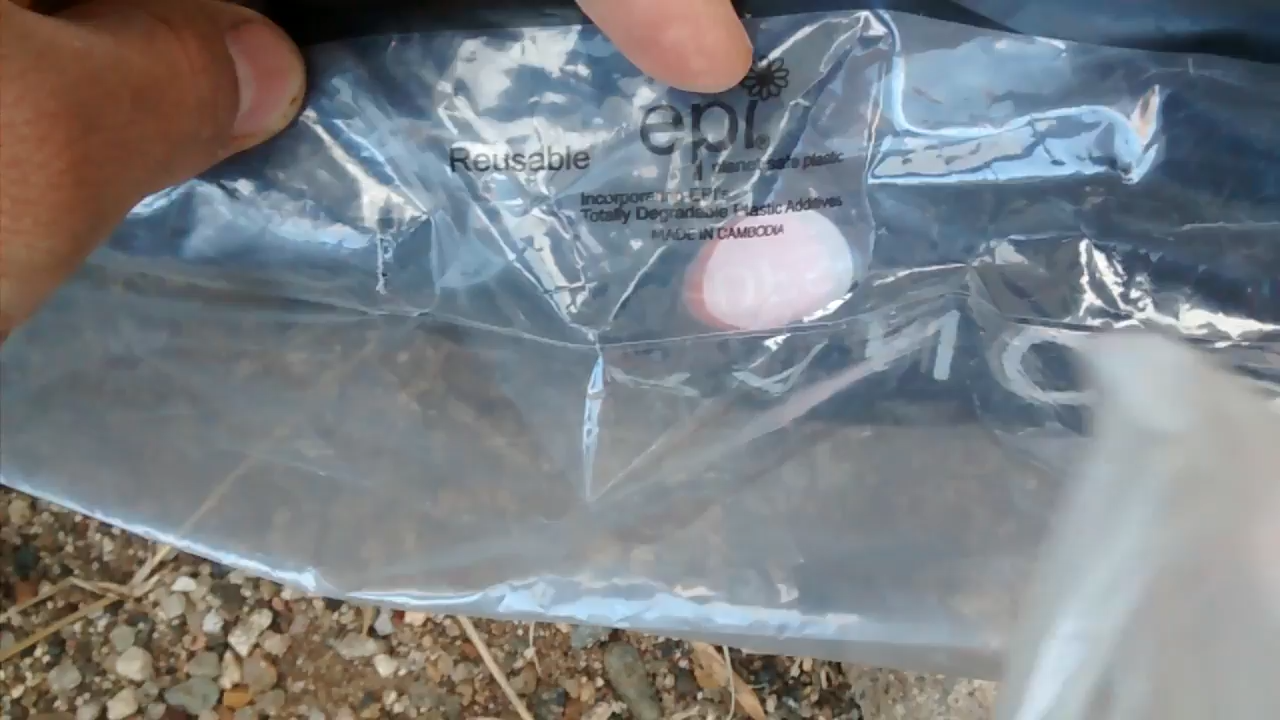 epi
Reusable
planet safe plastic
Incorporating EPI's
Totally Degradable Plastic Additives
MADE IN CAMBODIA